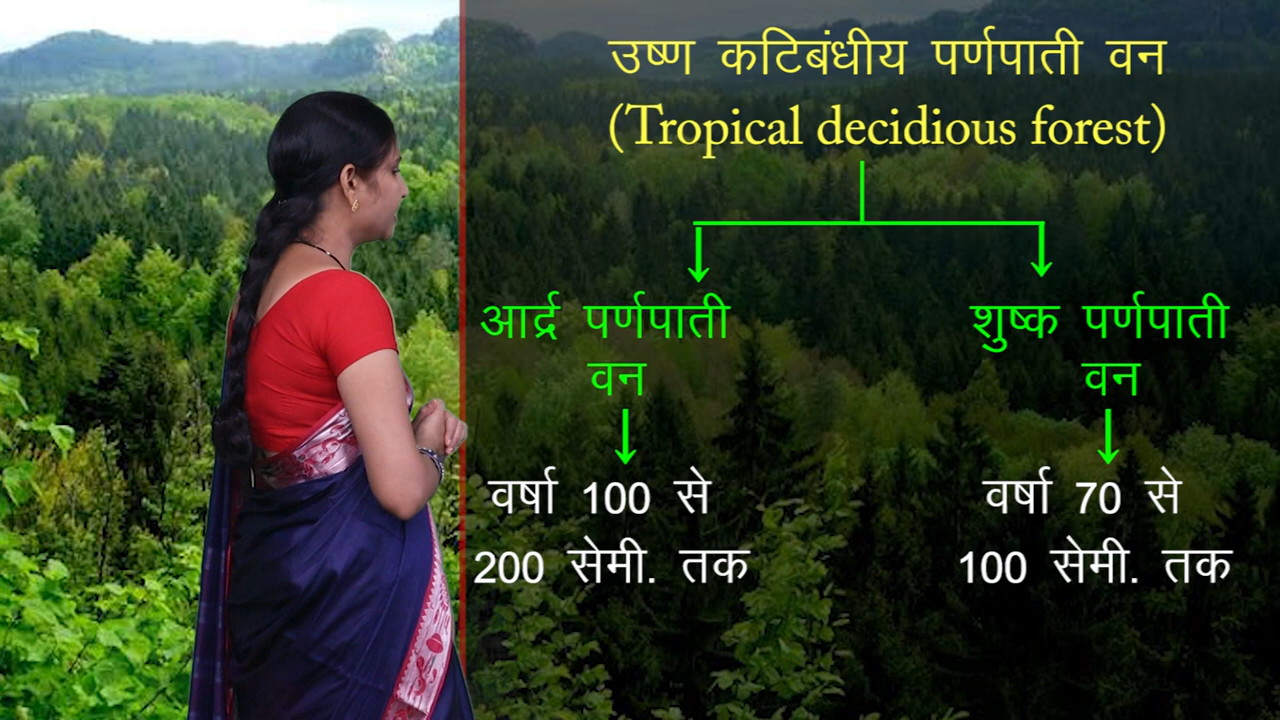 उष्ण कटिबंधीय पर्णपाती वन
(Tropical decidious forest)
आर्द्र पर्णपाती
वन
वर्षा 100 से
200 सेमी. तक
शुष्क पर्णपाती
वन
वर्षा 70 से
100 सेमी. तक